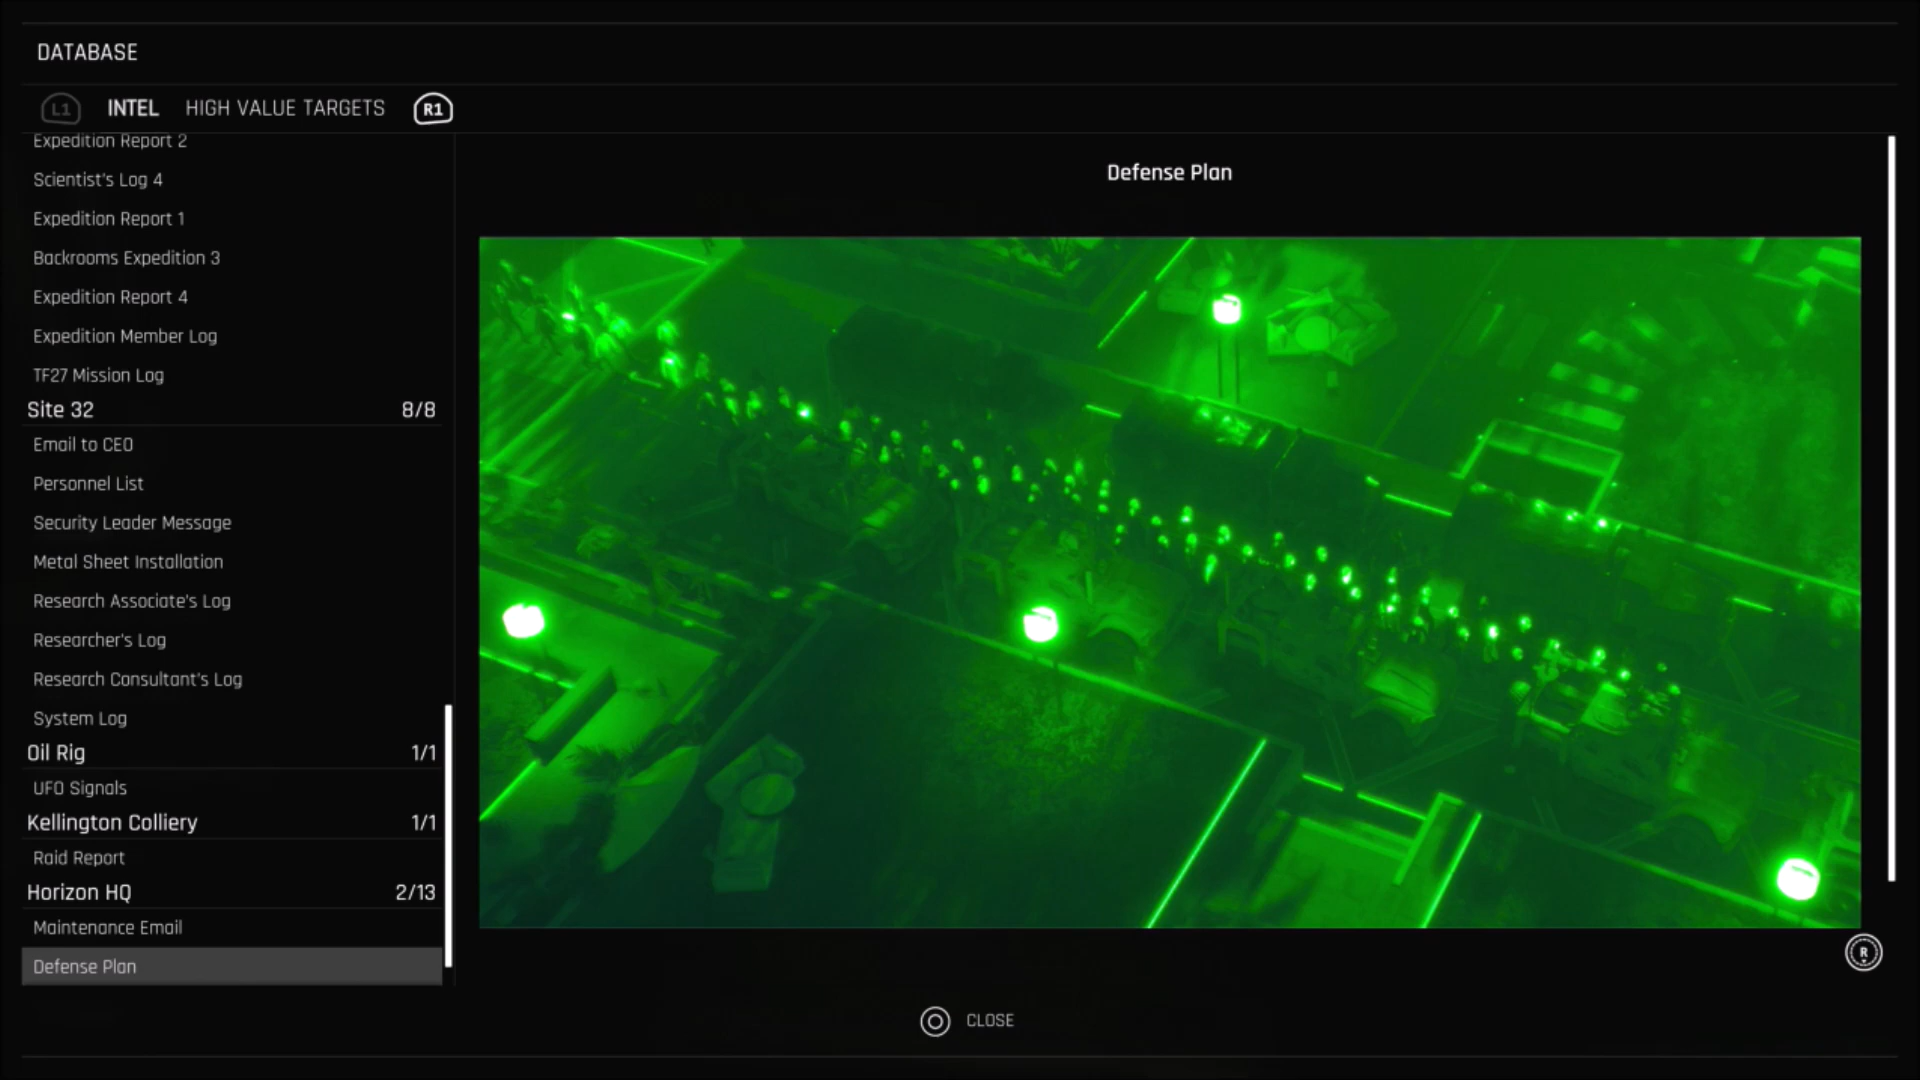 DATABASE
L1 INTEL HIGH VALUE TARGETS R1
Expedition Report 2
Scientist's Log 4
Expedition Report 1
Backrooms Expedition 3
Expedition Report 4
Expedition Member Log
TF27 Mission Log
Site 32 8/8
Email to CEO
Personnel List
Security Leader Message
Metal Sheet Installation
Research Associate's Log
Researcher's Log
Research Consultant's Log
System Log
Oil Rig 1/1
UFO Signals
Kellington Colliery 1/1
Raid Report
Horizon HQ 2/13
Maintenance Email
Defense Plan
Defense Plan
R
CLOSE